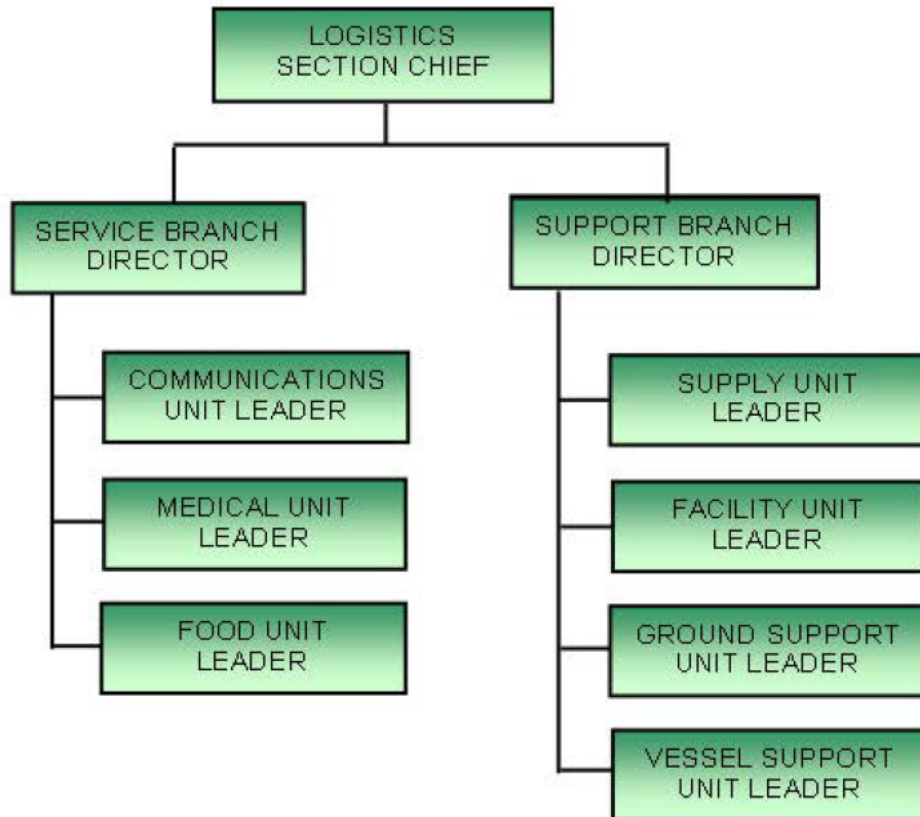 LOGISTICS
SECTION CHIEF
SERVICE BRANCH
DIRECTOR
COMMUNICATIONS
UNIT LEADER
MEDICAL UNIT
LEADER
FOOD UNIT
LEADER
SUPPORT BRANCH
DIRECTOR
SUPPLY UNIT
LEADER
FACILITY UNIT
LEADER
GROUND SUPPORT
UNIT LEADER
VESSEL SUPPORT
UNIT LEADER